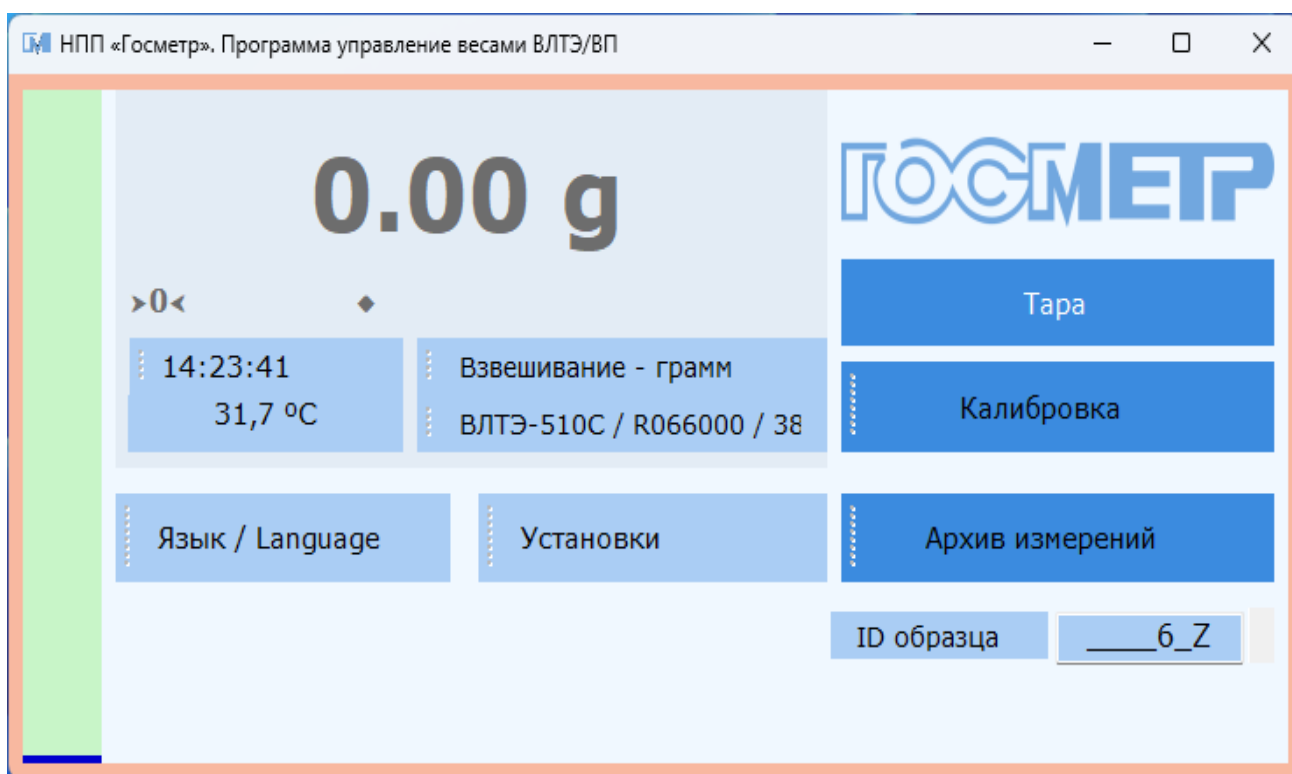 НПП «Госметр». Программа управление весами ВЛТЭ/ВП
0.00 g
>0< ◆
ГОСМЕТР
Тара
14:23:41
31,7 ºC
Взвешивание - грамм
ВЛТЭ-510С / R066000 / 38
Калибровка
Язык / Language
Установки
Архив измерений
ID образца
____6_Z